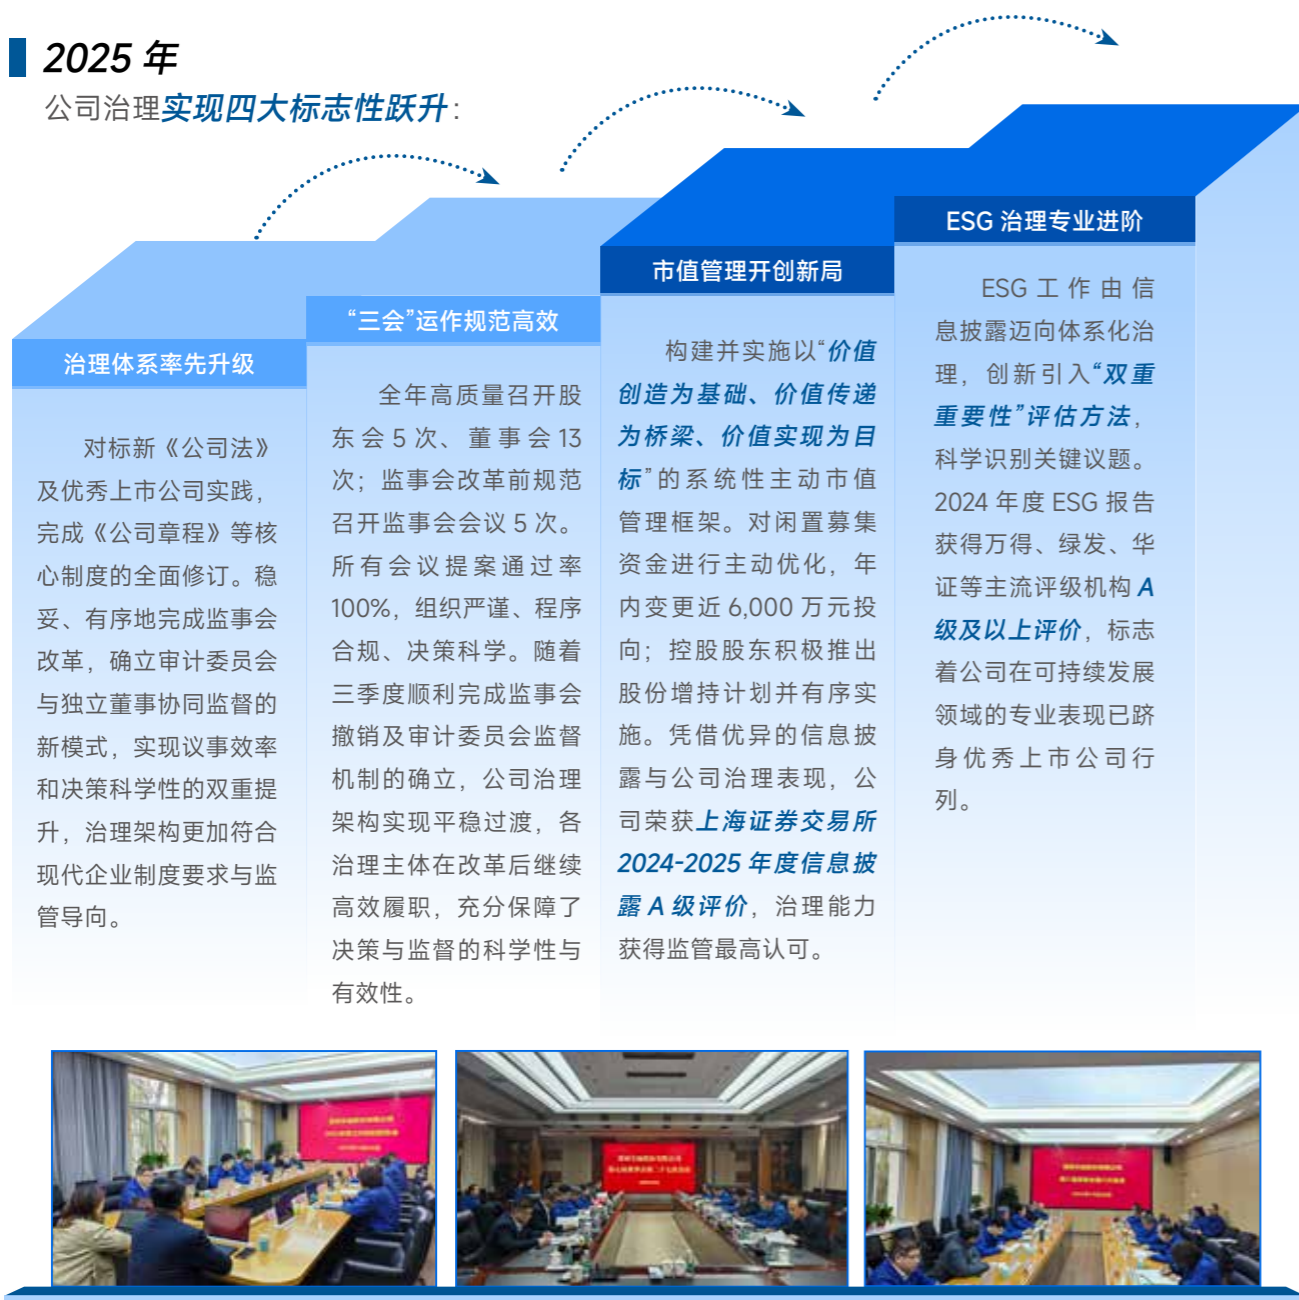 2025 年
公司治理实现四大标志性跃升：
治理体系率先升级
对标新《公司法》
及优秀上市公司实践，
完成《公司章程》等核
心制度的全面修订。稳
妥、有序地完成监事会
改革，确立审计委员会
与独立董事协同监督的
新模式，实现议事效率
和决策科学性的双重提
升，治理架构更加符合
现代企业制度要求与监
管导向。
“三会”运作规范高效
全年高质量召开股
东会 5 次、董事会 13
次；监事会改革前规范
召开监事会会议 5 次。
所有会议提案通过率
100%，组织严谨、程序
合规、决策科学。随着
三季度顺利完成监事会
撤销及审计委员会监督
机制的确立，公司治理
架构实现平稳过渡，各
治理主体在改革后继续
高效履职，充分保障了
决策与监督的科学性与
有效性。
市值管理开创新局
构建并实施以“价值
创造为基础、价值传递
为桥梁、价值实现为目
标”的系统性主动市值
管理框架。对闲置募集
资金进行主动优化，年
内变更近 6,000 万元投
向；控股股东积极推出
股份增持计划并有序实
施。凭借优异的信息披
露与公司治理表现，公
司荣获上海证券交易所
2024-2025 年度信息披
露 A 级评价，治理能力
获得监管最高认可。
ESG 治理专业进阶
ESG 工作由信
息披露迈向体系化治
理，创新引入“双重
重要性”评估方法，
科学识别关键议题。
2024 年度 ESG 报告
获得万得、绿发、华
证等主流评级机构 A
级及以上评价，标志
着公司在可持续发展
领域的专业表现已跻
身优秀上市公司行
列。